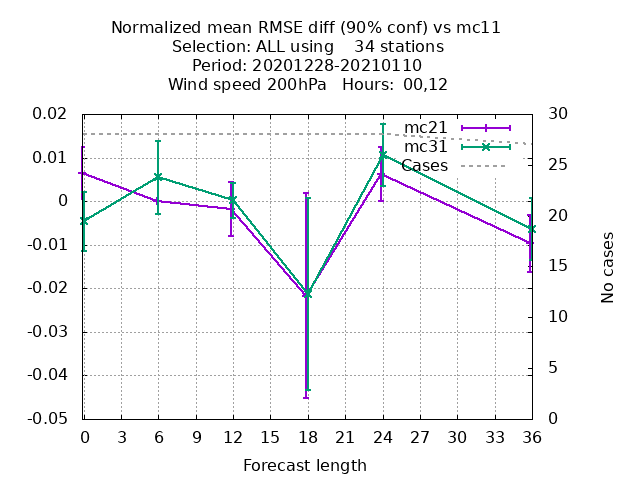 Normalized mean RMSE diff (90% conf) vs mc11
Selection: ALL using    34 stations
Period: 20201228-20210110
Wind speed 200hPa   Hours:  00,12
0.02
0.01
0
-0.01
-0.02
-0.03
-0.04
-0.05
30
25
20
15
10
5
0
mc21
mc31
Cases
No cases
0 3 6 9 12 15 18 21 24 27 30 33 36
Forecast length